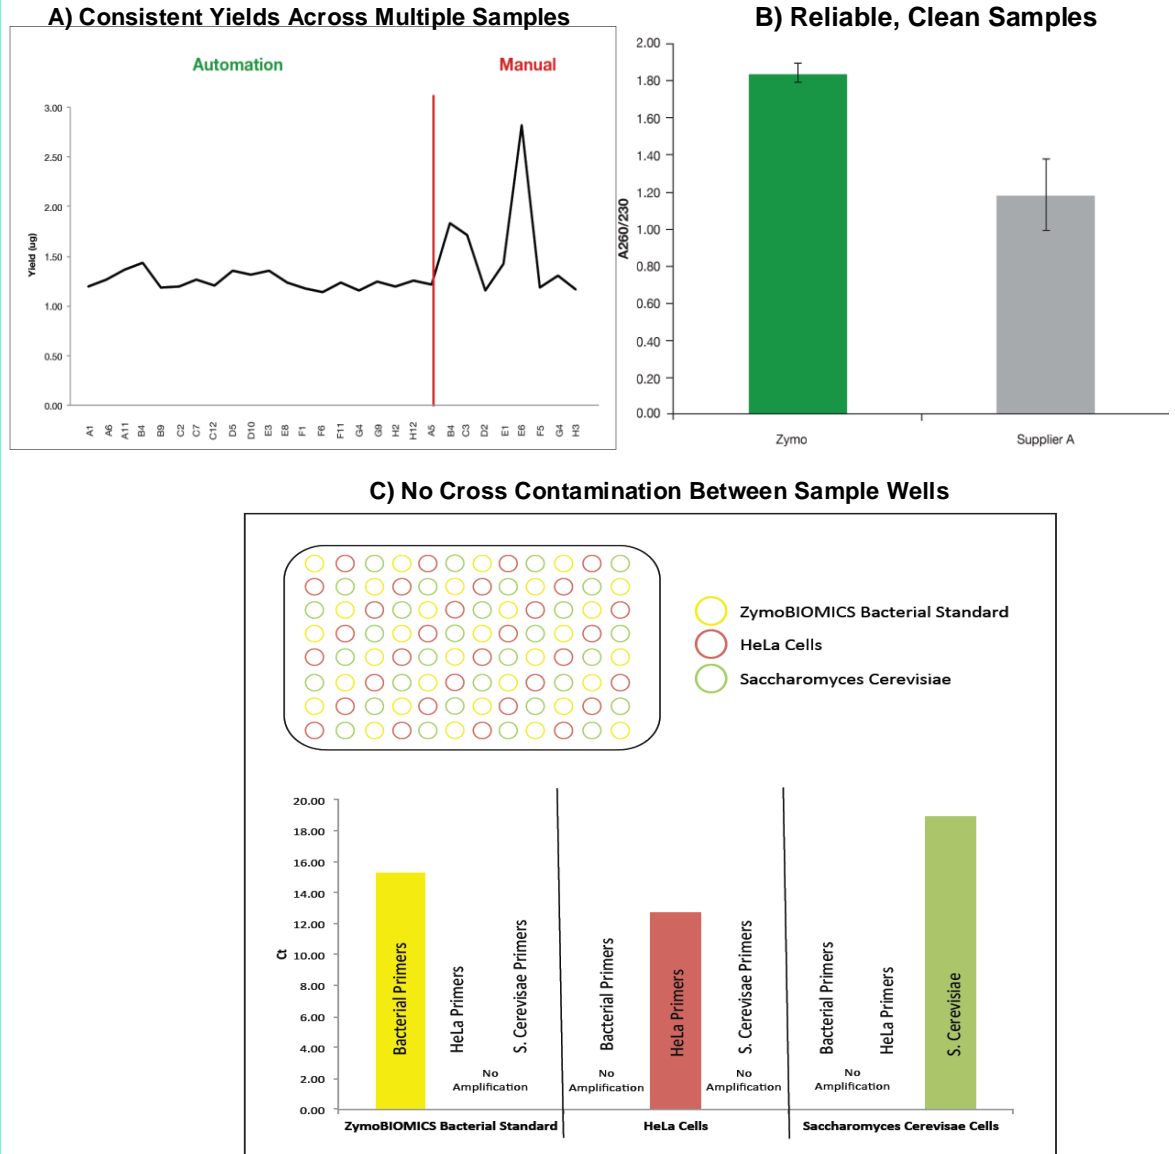 A) Consistent Yields Across Multiple Samples
Automation
Manual
Yield (ug)
3.00
2.50
2.00
1.50
1.00
0.50
0.00
A1 A6 A11 B4 B9 C2 C7 C12 D5 D10 E3 E8 F1 F6 F11 G4 G9 H2 H12 A5 B4 C3 D2 E1 E6 F5 G4 H3
B) Reliable, Clean Samples
A260/230
2.00
1.80
1.60
1.40
1.20
1.00
0.80
0.60
0.40
0.20
0.00
Zymo
Supplier A
C) No Cross Contamination Between Sample Wells
ZymoBIOMICS Bacterial Standard
HeLa Cells
Saccharomyces Cerevisiae
Ct
20.00
18.00
16.00
14.00
12.00
10.00
8.00
6.00
4.00
2.00
0.00
Bacterial Primers
HeLa Primers
S. Cerevisae Primers
No
Amplification
Bacterial Primers
No
Amplification
HeLa Primers
S. Cerevisae Primers
No
Amplification
Bacterial Primers
HeLa Primers
No
Amplification
S. Cerevisiae
ZymoBIOMICS Bacterial Standard
HeLa Cells
Saccharomyces Cerevisae Cells